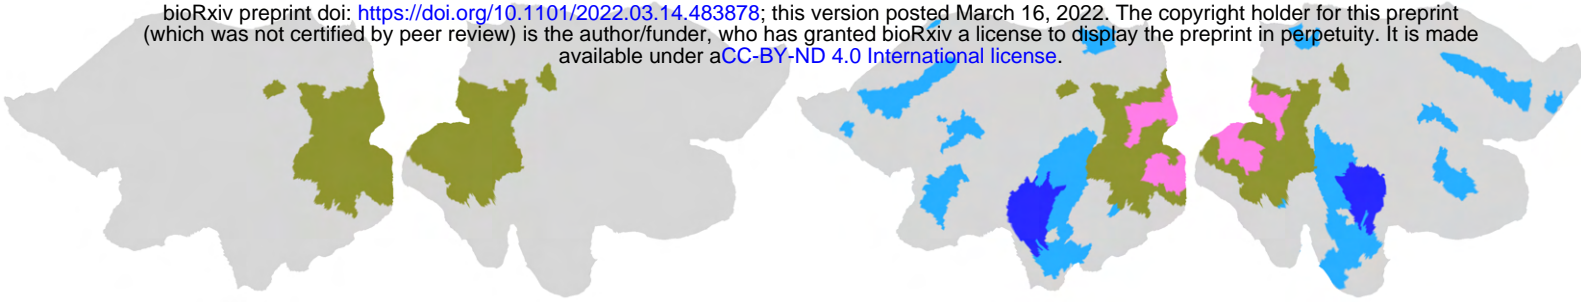 bioRxiv preprint doi: https://doi.org/10.1101/2022.03.14.483878; this version posted March 16, 2022. The copyright holder for this preprint
(which was not certified by peer review) is the author/funder, who has granted bioRxiv a license to display the preprint in perpetuity. It is made
available under aCC-BY-ND 4.0 International license.